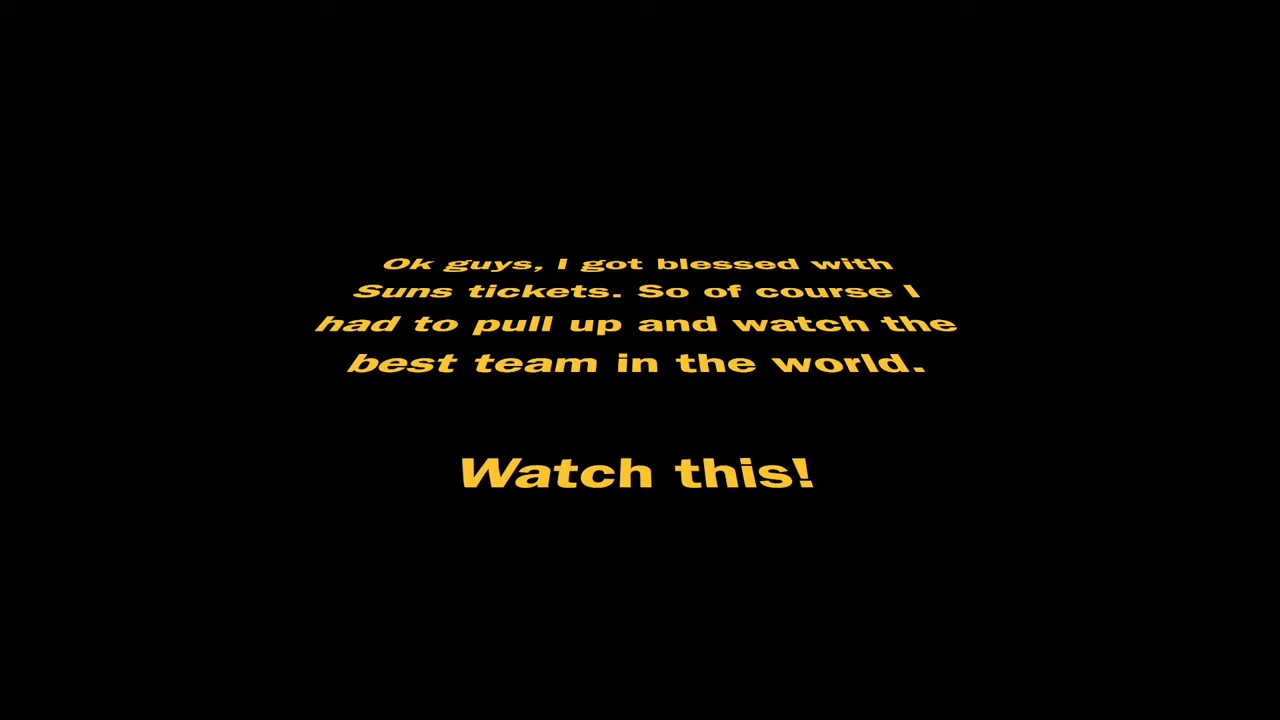 Ok guys, I got blessed with
Suns tickets. So of course I
had to pull up and watch the
best team in the world.
Watch this!